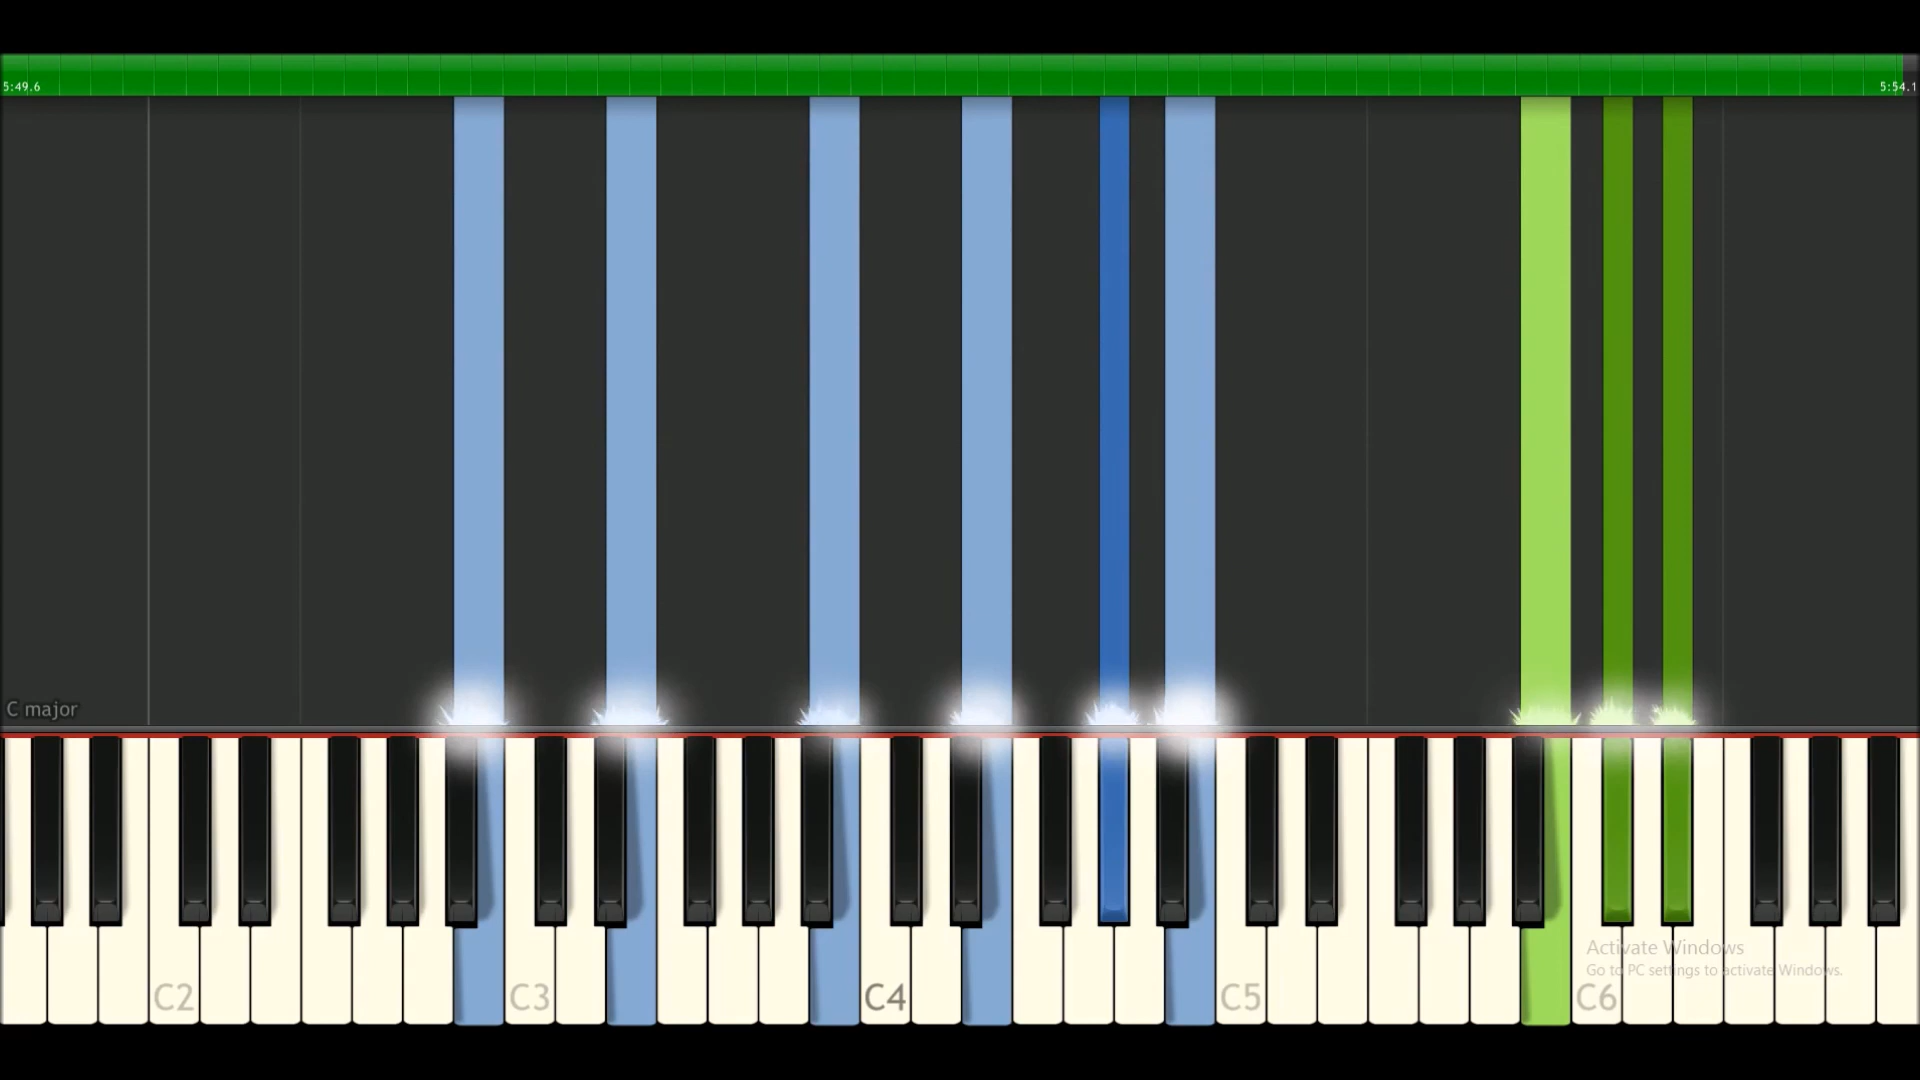 5:49.6
5:54.1
C major
Activate Windows
Go to PC settings to activate Windows.
C2 C3 C4 C5 C6